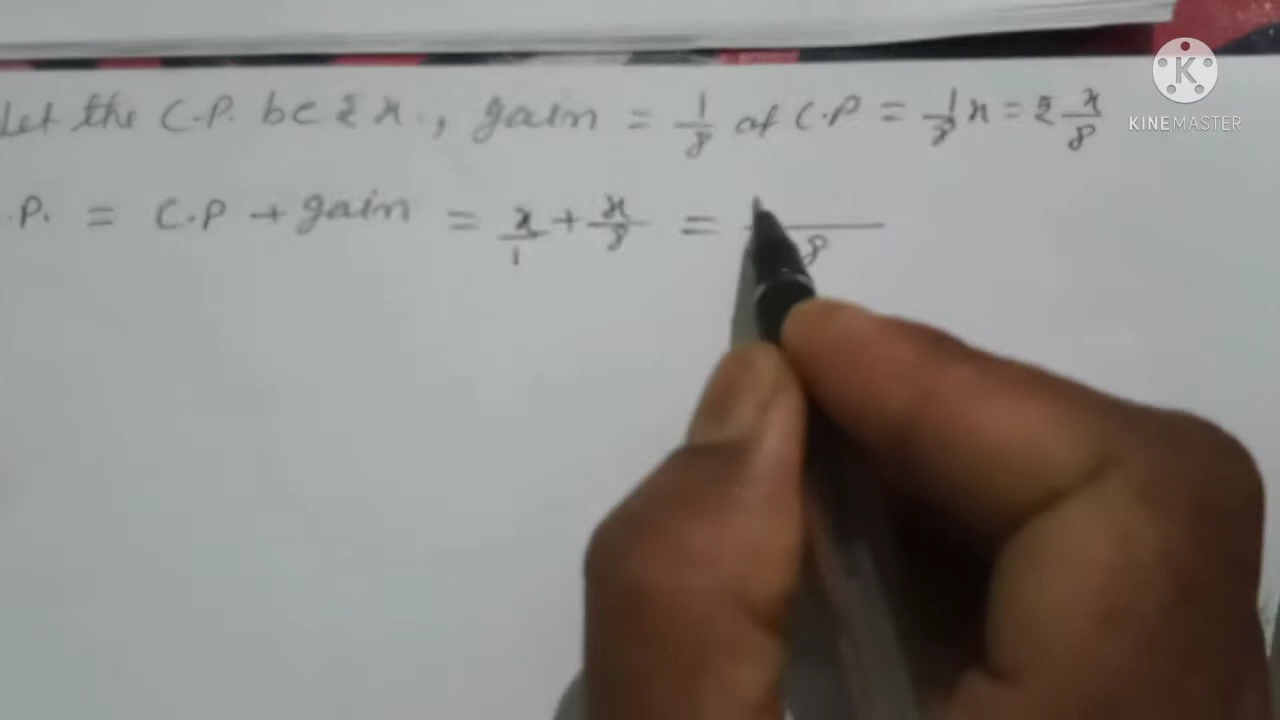 Let the C.P. be ₹ x, gain = 1/8 of C.P = 1/8 x = ₹ x/8
.P. = C.P + gain = x/1 + x/8 = /8
KINEMASTER